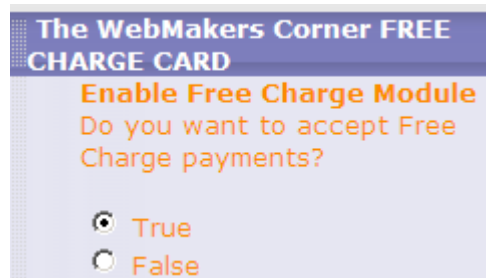 The WebMakers Corner FREE
CHARGE CARD
Enable Free Charge Module
Do you want to accept Free
Charge payments?
True
False